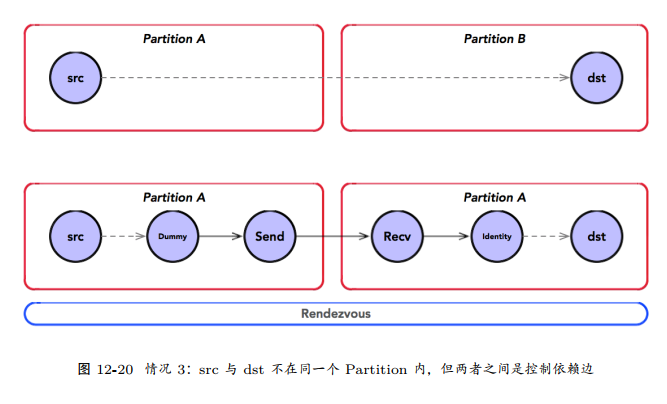 Partition A
Partition B
src
dst
Partition A
Partition A
src
Dummy
Send
Recv
Identity
dst
Rendezvous
图 12-20 情况 3：src 与 dst 不在同一个 Partition 内，但两者之间是控制依赖边